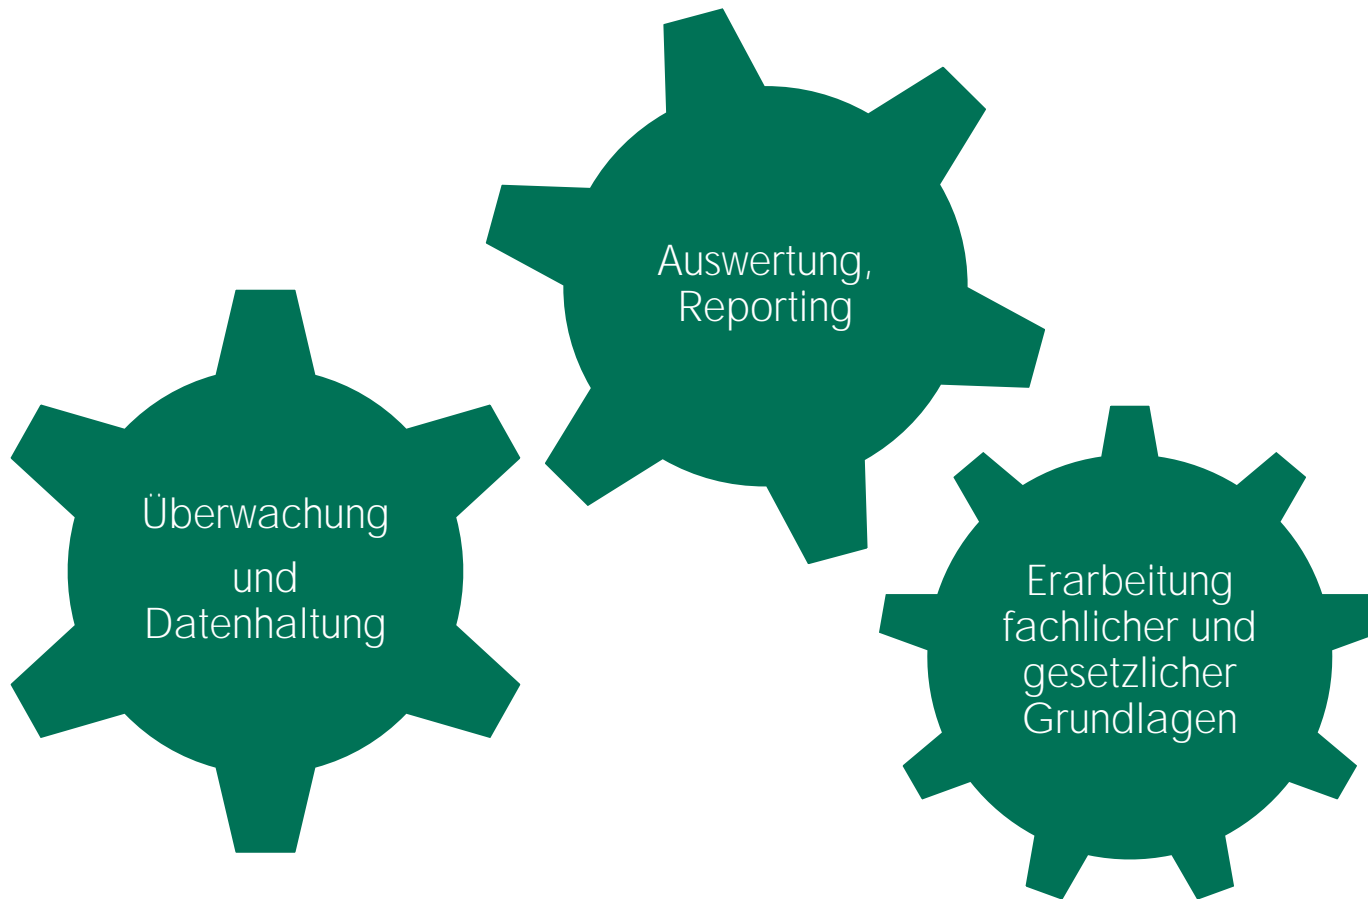 Auswertung,
Reporting
Überwachung
und
Datenhaltung
Erarbeitung
fachlicher und
gesetzlicher
Grundlagen